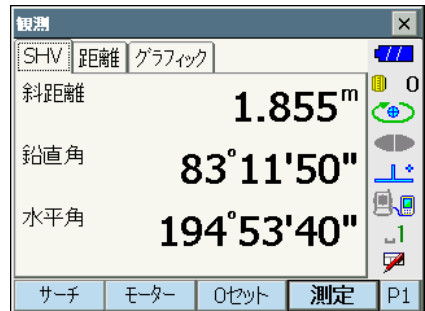 観測
SHV 距離 グラフィック
0
斜距離 1.855m
鉛直角 83°11'50"
水平角 194°53'40"
1
サーチ モーター 0セット 測定 P1